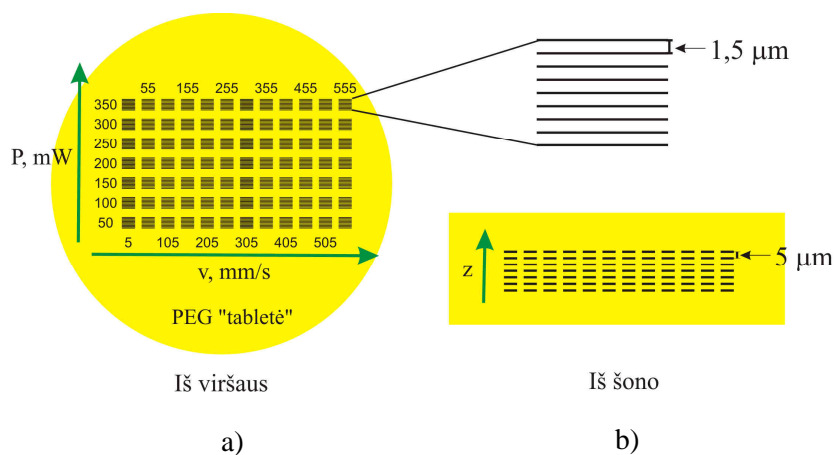 55 155 255 355 455 555
350
300
250
200
150
100
50
P, mW
5 105 205 305 405 505
v, mm/s
PEG "tabletė"
Iš viršaus
a)
1,5 μm
z
5 μm
Iš šono
b)